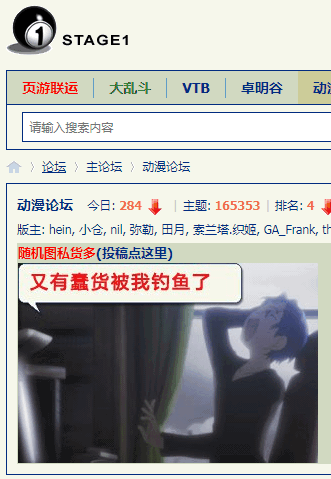 1 STAGE1
页游联运 大乱斗 VTB 卓明谷 动漫
请输入搜索内容
论坛 主论坛 动漫论坛
动漫论坛 今日: 284 | 主题: 165353 | 排名: 4
版主: hein, 小仓, nil, 弥勒, 田月, 索兰塔.织姬, GA_Frank, th
随机图私货多(投稿点这里)
又有蠢货被我钓鱼了